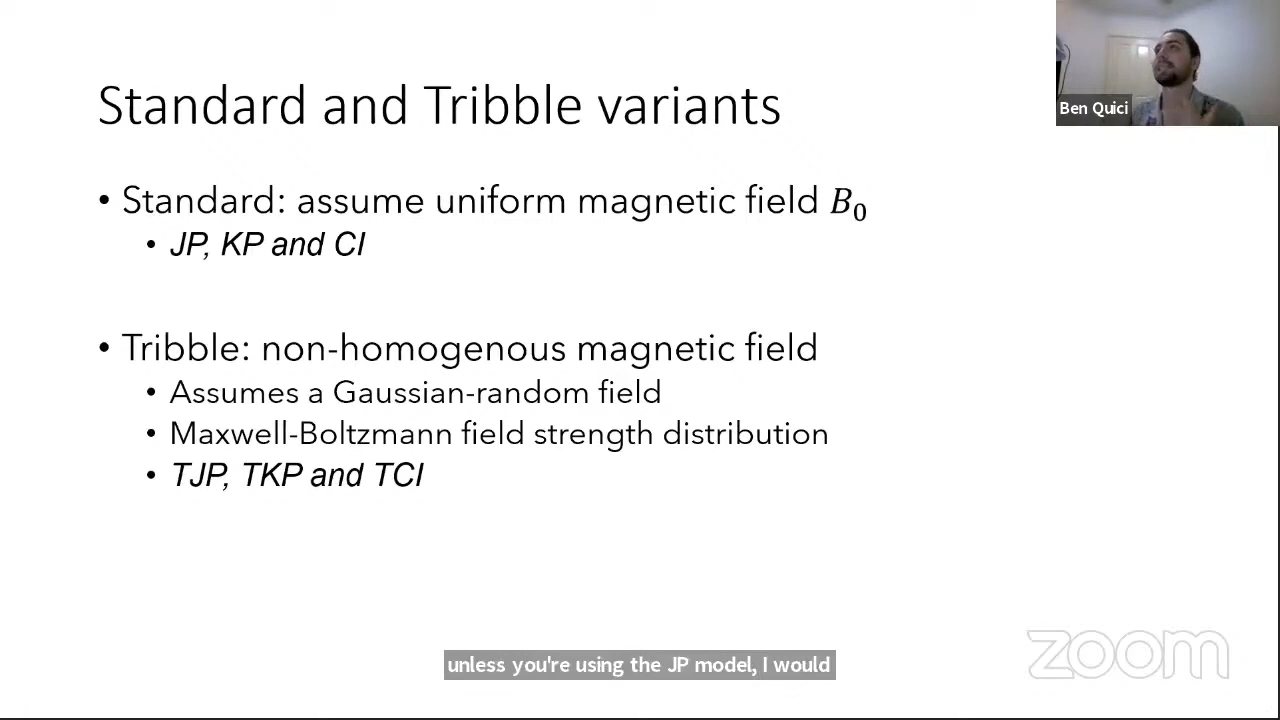 Ben Quici
Standard and Tribble variants
• Standard: assume uniform magnetic field B₀
• JP, KP and CI
• Tribble: non-homogenous magnetic field
• Assumes a Gaussian-random field
• Maxwell-Boltzmann field strength distribution
• TJP, TKP and TCI
unless you're using the JP model, I would
zoom